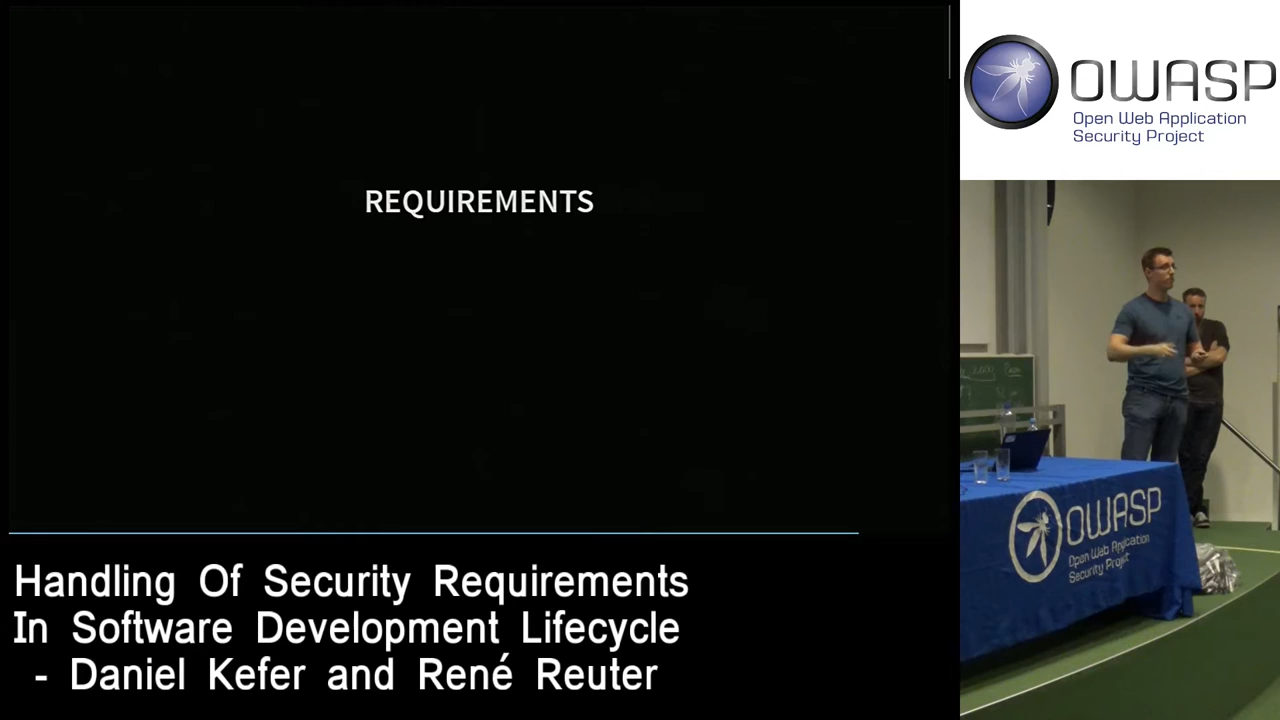 REQUIREMENTS
Handling Of Security Requirements
In Software Development Lifecycle
- Daniel Kefer and René Reuter
OWASP
Open Web Application
Security Project
OWASP
Open Web Application
Security Project